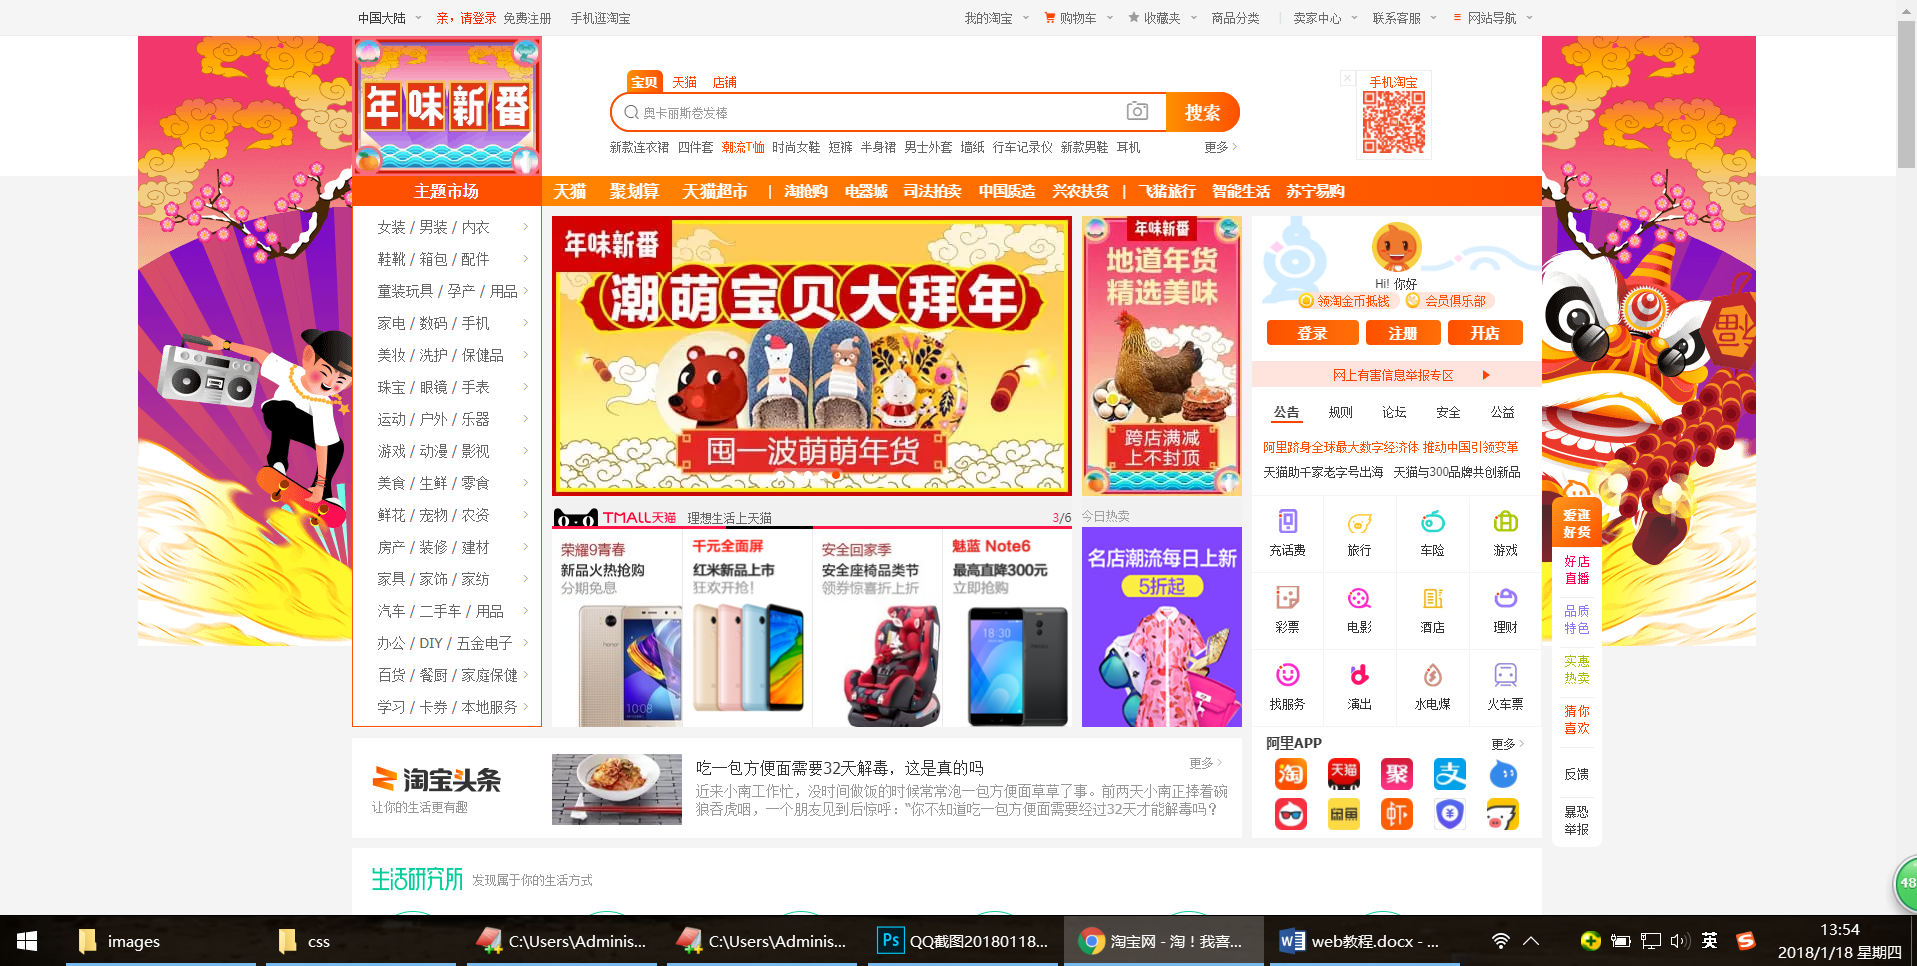 中国大陆 亲，请登录 免费注册 手机逛淘宝 我的淘宝 购物车 收藏夹 商品分类 卖家中心 联系客服 网站导航
年味新番
宝贝 天猫 店铺
奥卡丽斯卷发棒 搜索
新款连衣裙 四件套 潮流T恤 时尚女鞋 短裤 半身裙 男士外套 墙纸 行车记录仪 新款男鞋 耳机 更多
手机淘宝
主题市场 天猫 聚划算 天猫超市 | 淘抢购 电器城 司法拍卖 中国质造 兴农扶贫 | 飞猪旅行 智能生活 苏宁易购
女装 / 男装 / 内衣
鞋靴 / 箱包 / 配件
童装玩具 / 孕产 / 用品
家电 / 数码 / 手机
美妆 / 洗护 / 保健品
珠宝 / 眼镜 / 手表
运动 / 户外 / 乐器
游戏 / 动漫 / 影视
美食 / 生鲜 / 零食
鲜花 / 宠物 / 农资
房产 / 装修 / 建材
家具 / 家饰 / 家纺
汽车 / 二手车 / 用品
办公 / DIY / 五金电子
百货 / 餐厨 / 家庭保健
学习 / 卡券 / 本地服务
年味新番
潮萌宝贝大拜年
囤一波萌萌年货
年味新番
地道年货
精选美味
跨店满减
上不封顶
TMALL天猫 理想生活上天猫 3/6
荣耀9青春
新品火热抢购
分期免息
honor
10:08
千元全面屏
红米新品上市
狂欢开抢！
安全回家季
安全座椅品类节
领券惊喜折上折
魅蓝 Note6
最高直降300元
立即抢购
18:30
今日热卖
名店潮流每日上新
5折起
Hi! 你好
领淘金币抵钱 会员俱乐部
登录 注册 开店
网上有害信息举报专区
公告 规则 论坛 安全 公益
阿里跻身全球最大数字经济体 推动中国引领变革
天猫助千家老字号出海 天猫与300品牌共创新品
充话费 旅行 车险 游戏
彩票 电影 酒店 理财
找服务 演出 水电煤 火车票
阿里APP 更多
淘 天猫 聚 支
闲鱼 虾
福
爱逛
好货
好店
直播
品质
特色
实惠
热卖
猜你
喜欢
反馈
暴恐
举报
淘宝头条
让你的生活更有趣
吃一包方便面需要32天解毒，这是真的吗 更多
近来小南工作忙，没时间做饭的时候常常泡一包方便面草草了事。前两天小南正捧着碗
狼吞虎咽，一个朋友见到后惊呼：“你不知道吃一包方便面需要经过32天才能解毒吗？
生活研究所 发现属于你的生活方式
48
images css C:\Users\Adminis... C:\Users\Adminis... Ps QQ截图20180118... 淘宝网 - 淘！我喜... web教程.docx - ... 英
13:54
2018/1/18 星期四